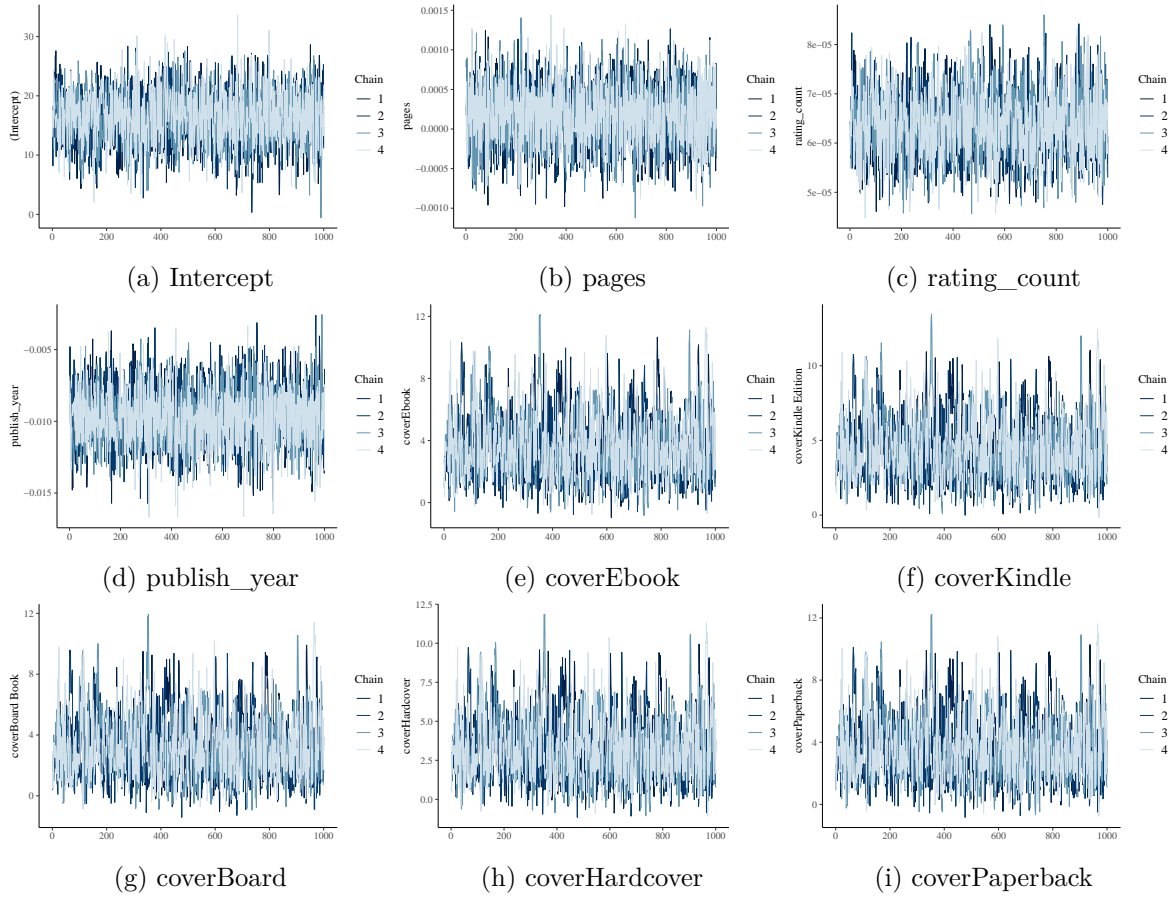 (Intercept)
30
20
10
0
0 200 400 600 800 1000
Chain
1
2
3
4
(a) Intercept
pages
0.0015
0.0010
0.0005
0.0000
−0.0005
−0.0010
0 200 400 600 800 1000
Chain
1
2
3
4
(b) pages
rating_count
8e−05
7e−05
6e−05
5e−05
0 200 400 600 800 1000
Chain
1
2
3
4
(c) rating_count
publish_year
−0.005
−0.010
−0.015
0 200 400 600 800 1000
Chain
1
2
3
4
(d) publish_year
coverEbook
12
8
4
0
0 200 400 600 800 1000
Chain
1
2
3
4
(e) coverEbook
coverKindle Edition
10
5
0
0 200 400 600 800 1000
Chain
1
2
3
4
(f) coverKindle
coverBoard Book
12
8
4
0
0 200 400 600 800 1000
Chain
1
2
3
4
(g) coverBoard
coverHardcover
12.5
10.0
7.5
5.0
2.5
0.0
0 200 400 600 800 1000
Chain
1
2
3
4
(h) coverHardcover
coverPaperback
12
8
4
0
0 200 400 600 800 1000
Chain
1
2
3
4
(i) coverPaperback